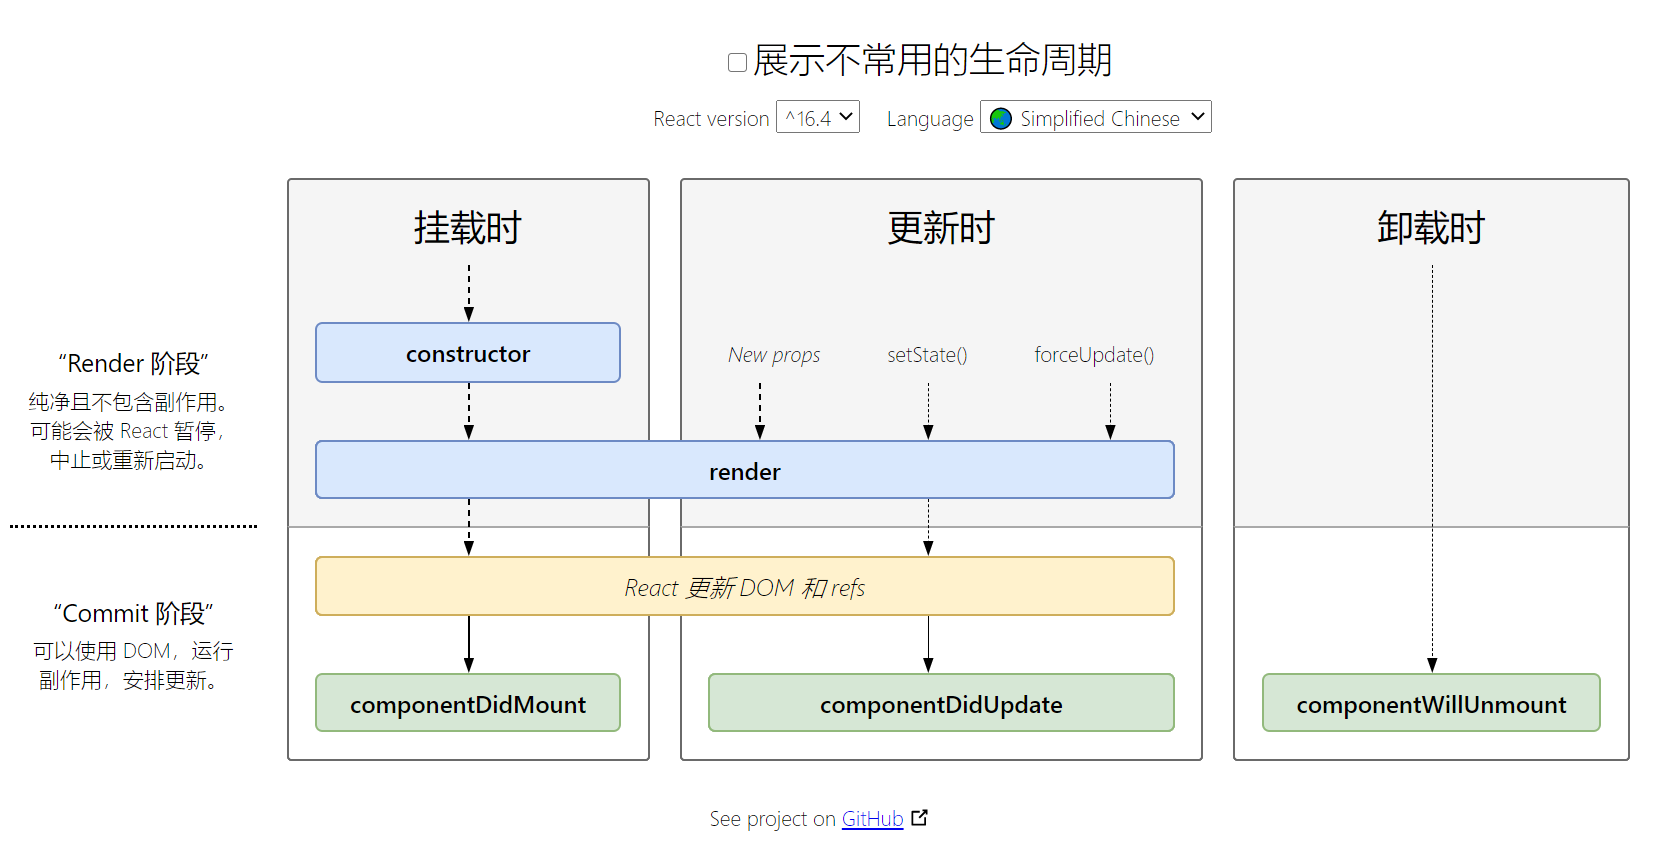 展示不常用的生命周期
React version ^16.4 Language Simplified Chinese
挂载时
更新时
卸载时
“Render 阶段”
纯净且不包含副作用。
可能会被 React 暂停，
中止或重新启动。
constructor
New props
setState()
forceUpdate()
render
React 更新 DOM 和 refs
“Commit 阶段”
可以使用 DOM，运行
副作用，安排更新。
componentDidMount
componentDidUpdate
componentWillUnmount
See project on GitHub